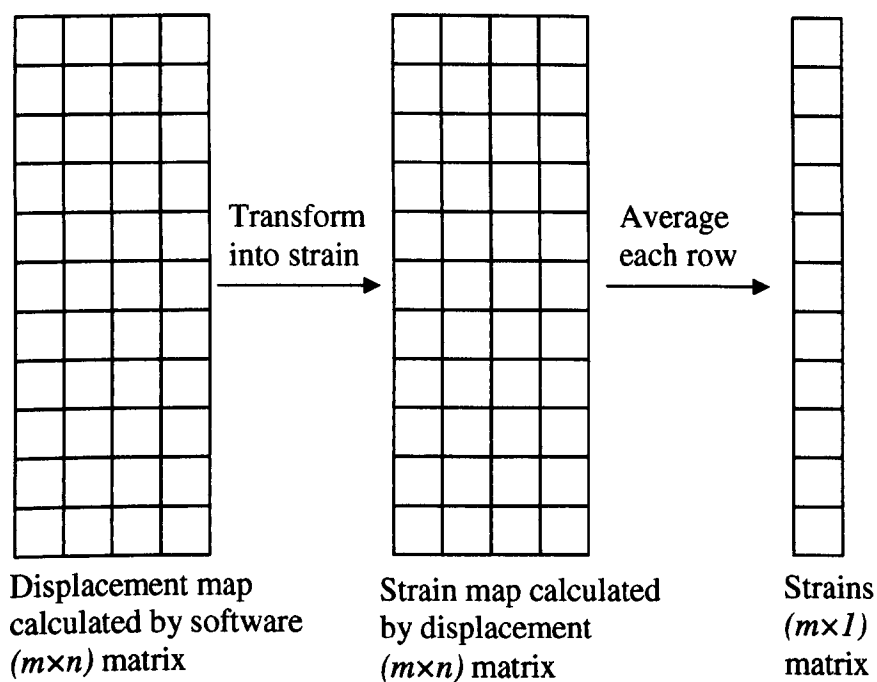 Transform
into strain
Average
each row
Displacement map
calculated by software
(m×n) matrix
Strain map calculated
by displacement
(m×n) matrix
Strains
(m×1)
matrix